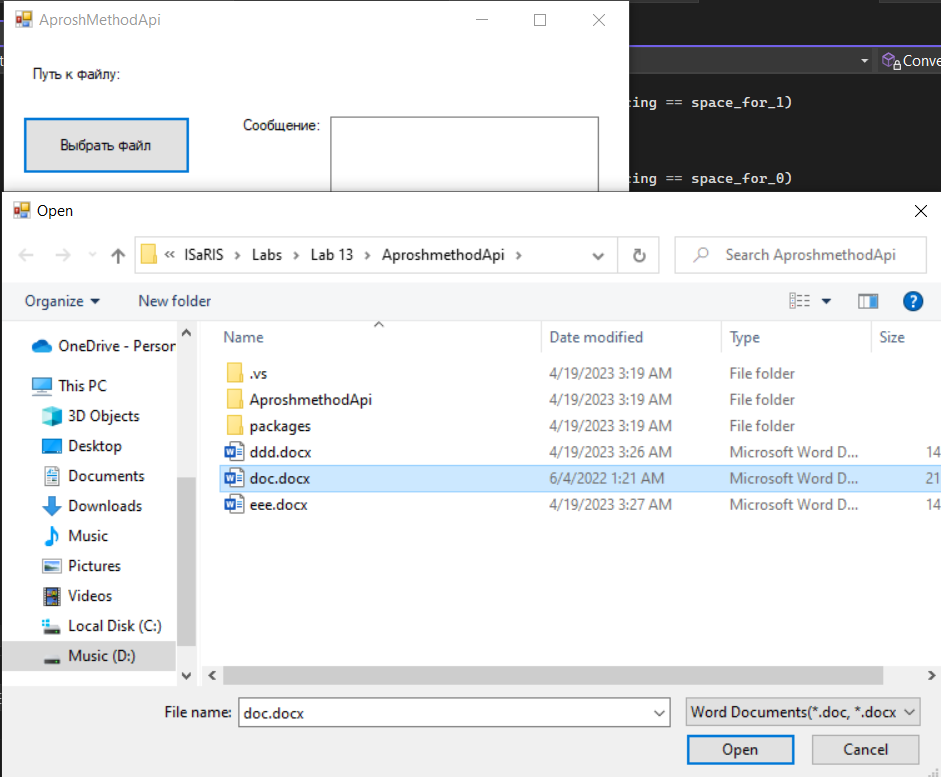 AproshMethodApi
Путь к файлу:
Выбрать файл
Сообщение:
Conve
cing == space_for_1)
cing == space_for_0)
Open
« ISaRIS > Labs > Lab 13 > AproshmethodApi >
Search AproshmethodApi
Organize
New folder
Name Date modified Type Size
.vs 4/19/2023 3:19 AM File folder
AproshmethodApi 4/19/2023 3:19 AM File folder
packages 4/19/2023 3:19 AM File folder
ddd.docx 4/19/2023 3:26 AM Microsoft Word D... 14
doc.docx 6/4/2022 1:21 AM Microsoft Word D... 21
eee.docx 4/19/2023 3:27 AM Microsoft Word D... 14
OneDrive - Person
This PC
3D Objects
Desktop
Documents
Downloads
Music
Pictures
Videos
Local Disk (C:)
Music (D:)
File name: doc.docx
Word Documents(*.doc, *.docx
Open
Cancel